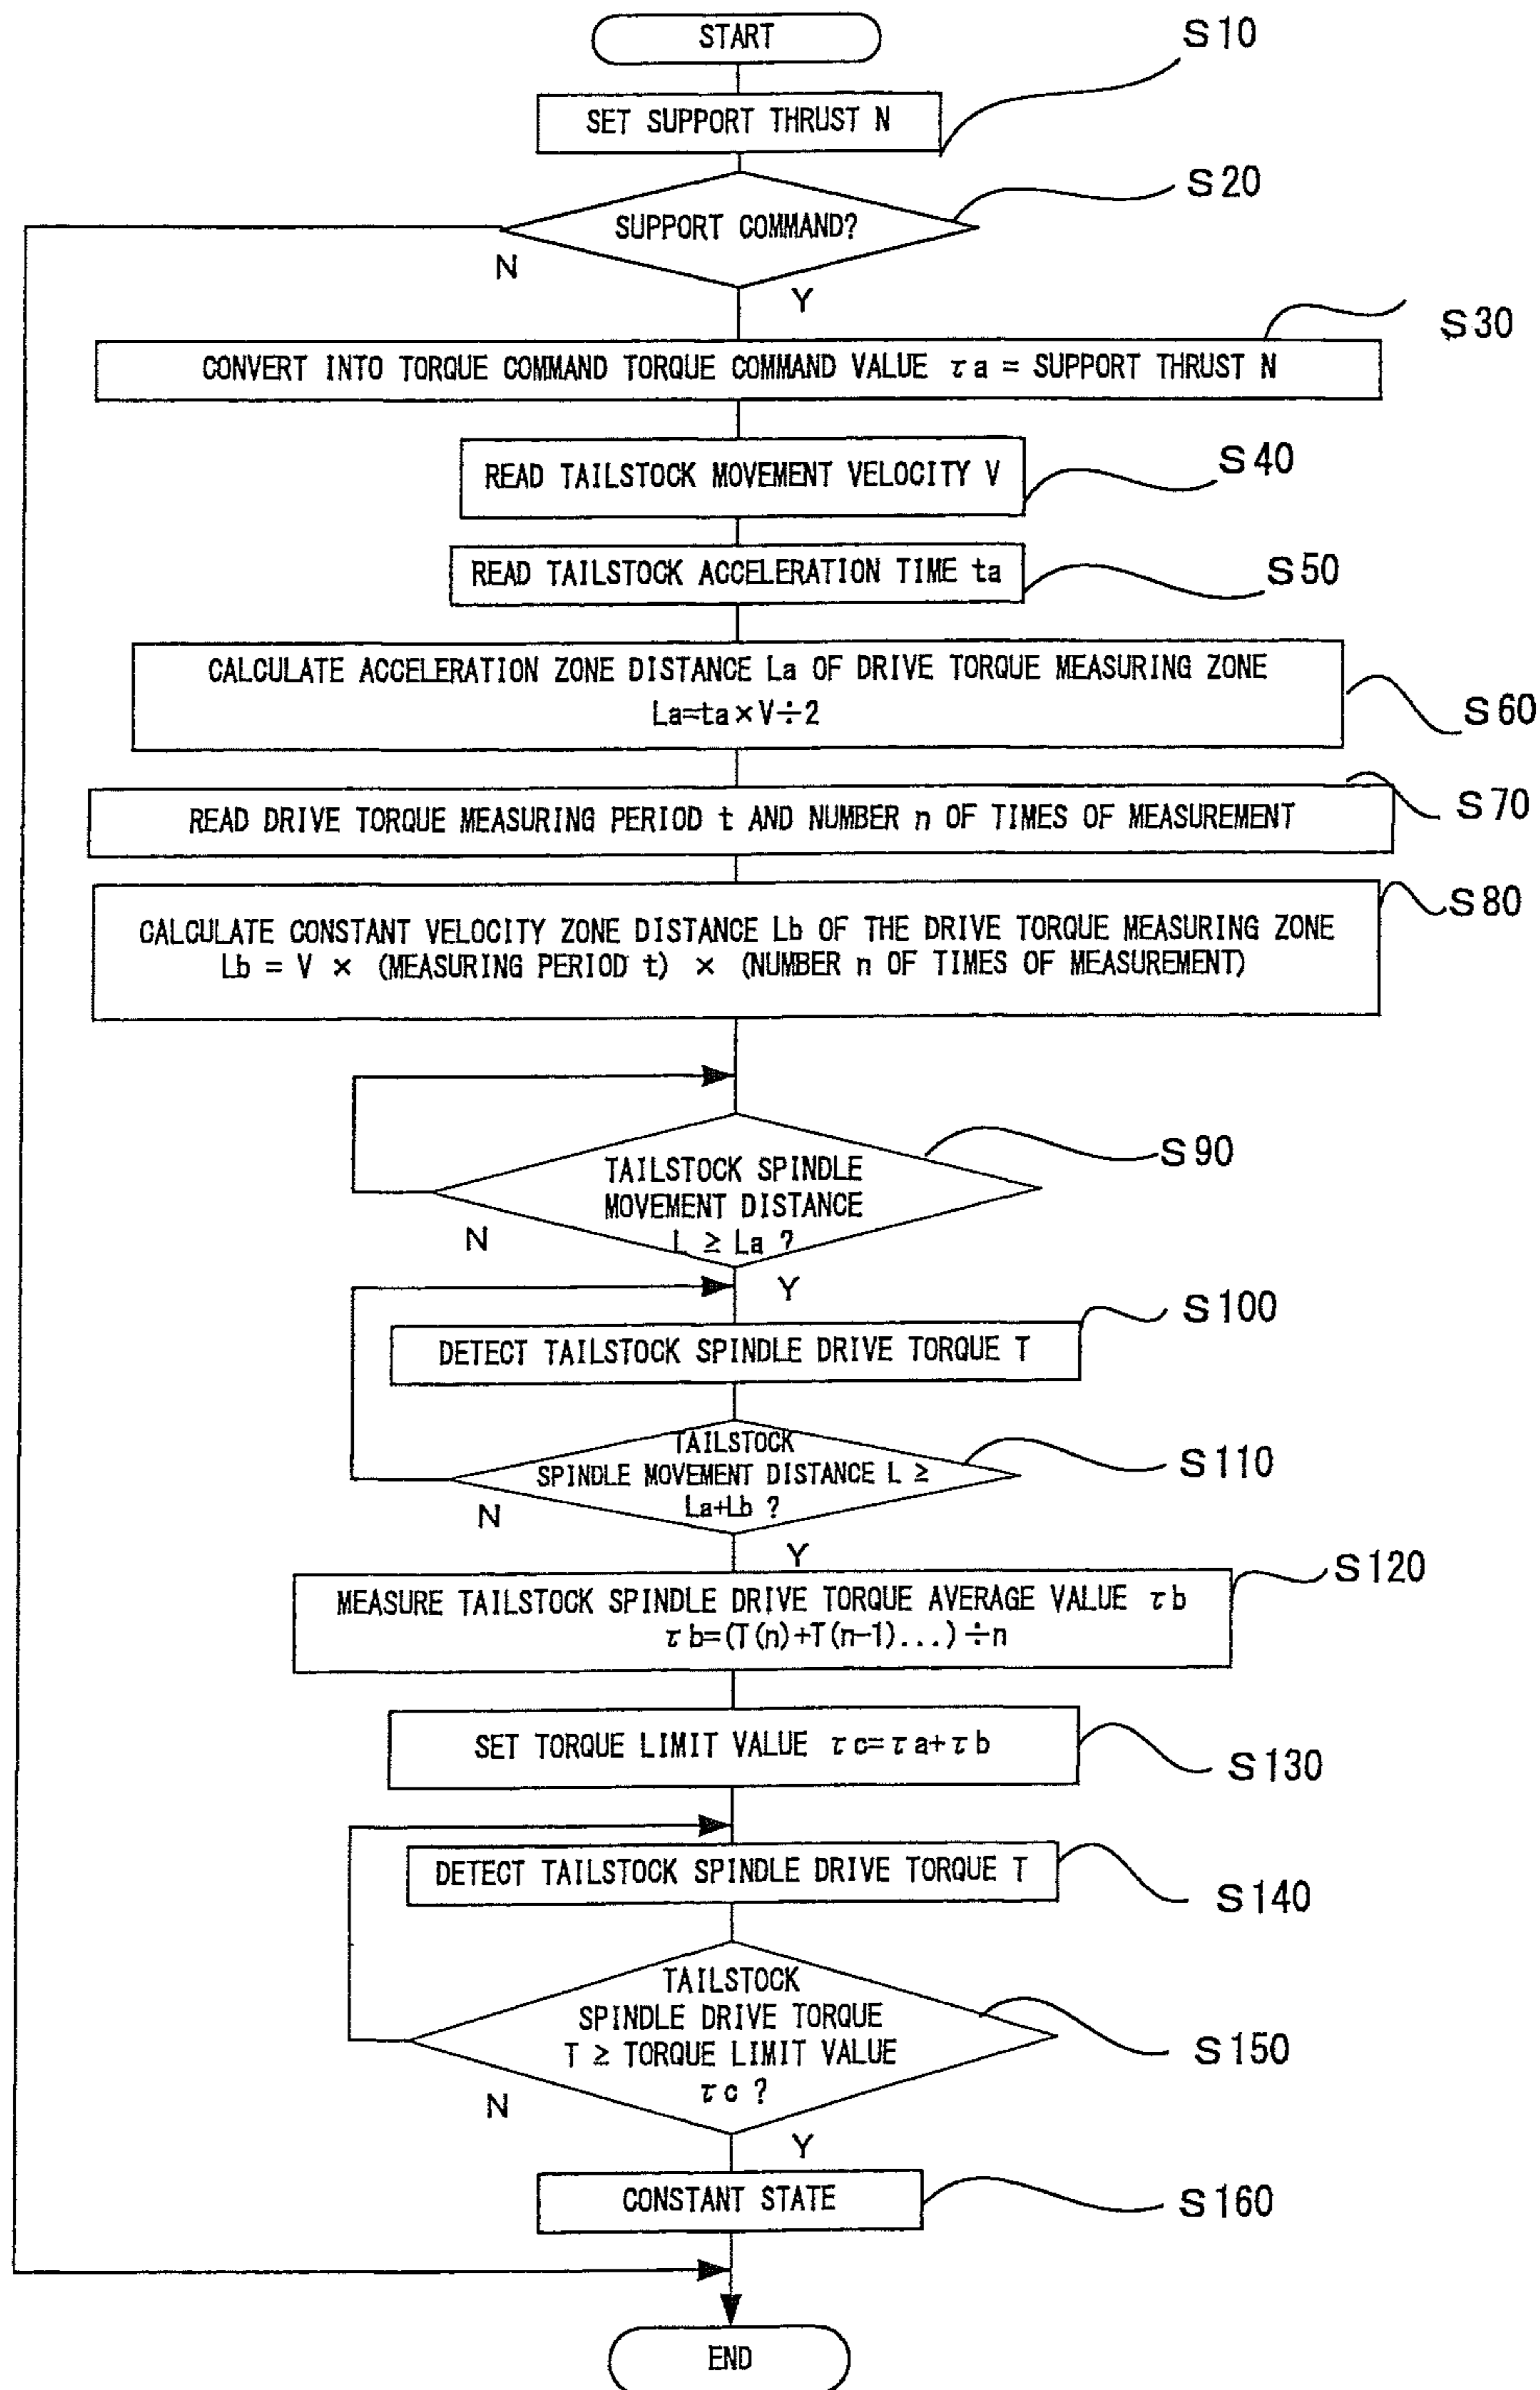 START
S10
SET SUPPORT THRUST N
S20
SUPPORT COMMAND?
N
Y
S30
CONVERT INTO TORQUE COMMAND TORQUE COMMAND VALUE τa = SUPPORT THRUST N
READ TAILSTOCK MOVEMENT VELOCITY V
S40
READ TAILSTOCK ACCELERATION TIME ta
S50
CALCULATE ACCELERATION ZONE DISTANCE La OF DRIVE TORQUE MEASURING ZONE
La=ta×V÷2
S60
READ DRIVE TORQUE MEASURING PERIOD t AND NUMBER n OF TIMES OF MEASUREMENT
S70
S80
CALCULATE CONSTANT VELOCITY ZONE DISTANCE Lb OF THE DRIVE TORQUE MEASURING ZONE
Lb = V × (MEASURING PERIOD t) × (NUMBER n OF TIMES OF MEASUREMENT)
S90
TAILSTOCK SPINDLE
MOVEMENT DISTANCE
L ≥ La ?
N
Y
S100
DETECT TAILSTOCK SPINDLE DRIVE TORQUE T
TAILSTOCK
SPINDLE MOVEMENT DISTANCE L ≥
La+Lb ?
S110
N
Y
S120
MEASURE TAILSTOCK SPINDLE DRIVE TORQUE AVERAGE VALUE τb
τb=(T(n)+T(n-1)...)÷n
SET TORQUE LIMIT VALUE τc=τa+τb
S130
DETECT TAILSTOCK SPINDLE DRIVE TORQUE T
S140
TAILSTOCK
SPINDLE DRIVE TORQUE
T ≥ TORQUE LIMIT VALUE
τc ?
S150
N
Y
CONSTANT STATE
S160
END